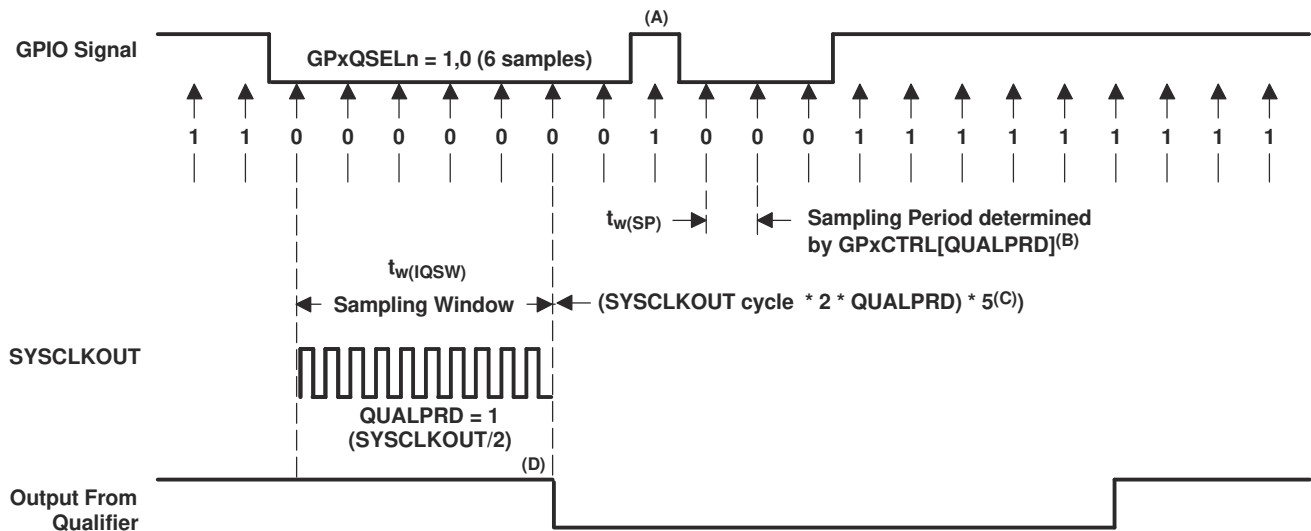 (A)
GPIO Signal
GPxQSELn = 1,0 (6 samples)
1 1 0 0 0 0 0 0 0 1 0 0 0 1 1 1 1 1 1 1 1 1
tw(SP)
Sampling Period determined
by GPxCTRL[QUALPRD](B)
tw(IQSW)
Sampling Window
(SYSCLKOUT cycle * 2 * QUALPRD) * 5(C))
SYSCLKOUT
QUALPRD = 1
(SYSCLKOUT/2)
(D)
Output From
Qualifier